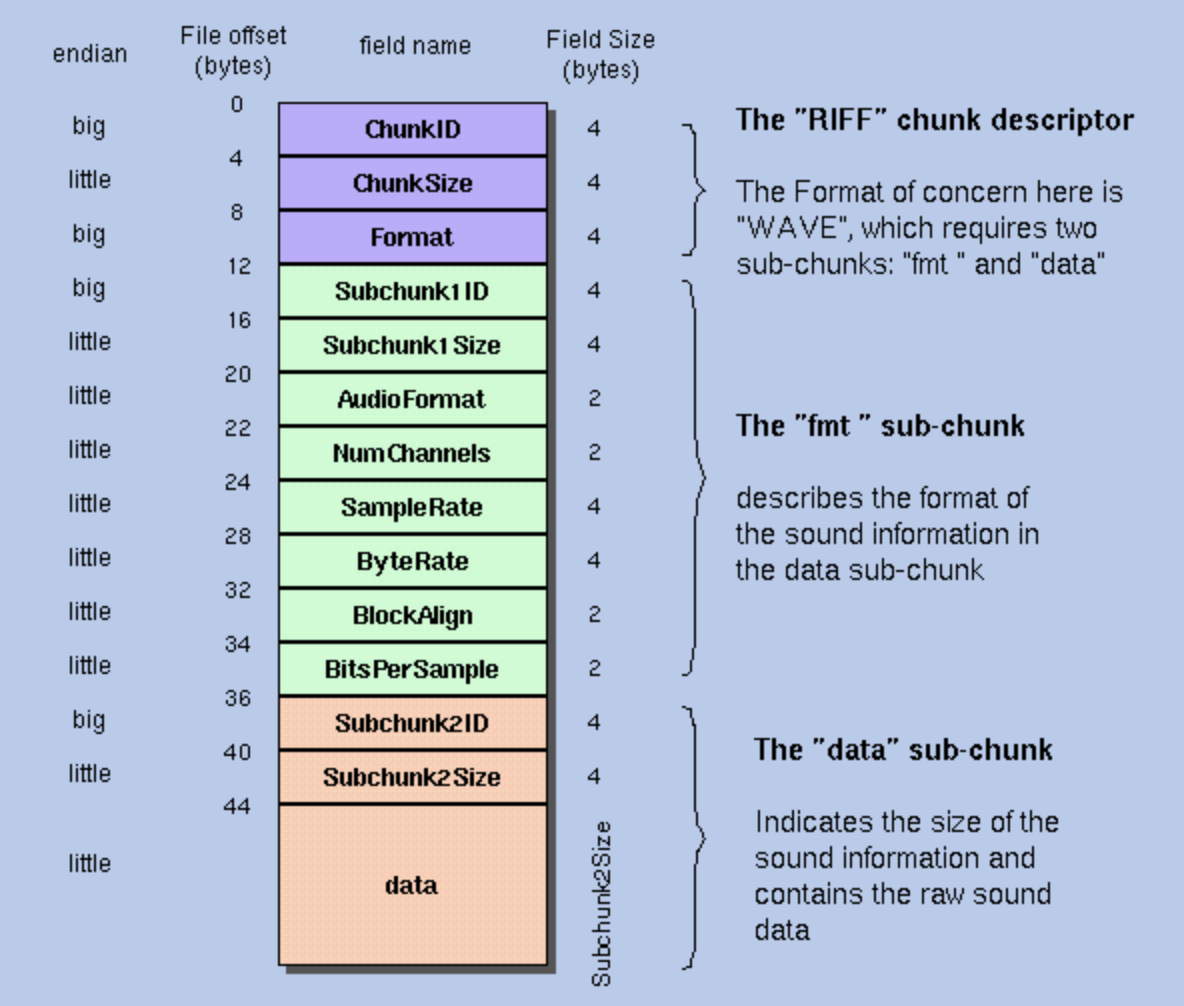 endian
File offset
(bytes)
field name
Field Size
(bytes)
0
big
ChunkID
4
4
little
ChunkSize
4
8
big
Format
4
12
The "RIFF" chunk descriptor
The Format of concern here is
"WAVE", which requires two
sub-chunks: "fmt " and "data"
big
Subchunk1ID
4
16
little
Subchunk1Size
4
20
little
AudioFormat
2
22
little
NumChannels
2
24
little
SampleRate
4
28
little
ByteRate
4
32
little
BlockAlign
2
34
little
BitsPerSample
2
36
The "fmt " sub-chunk
describes the format of
the sound information in
the data sub-chunk
big
Subchunk2ID
4
40
little
Subchunk2Size
4
44
little
data
Subchunk2Size
The "data" sub-chunk
Indicates the size of the
sound information and
contains the raw sound
data